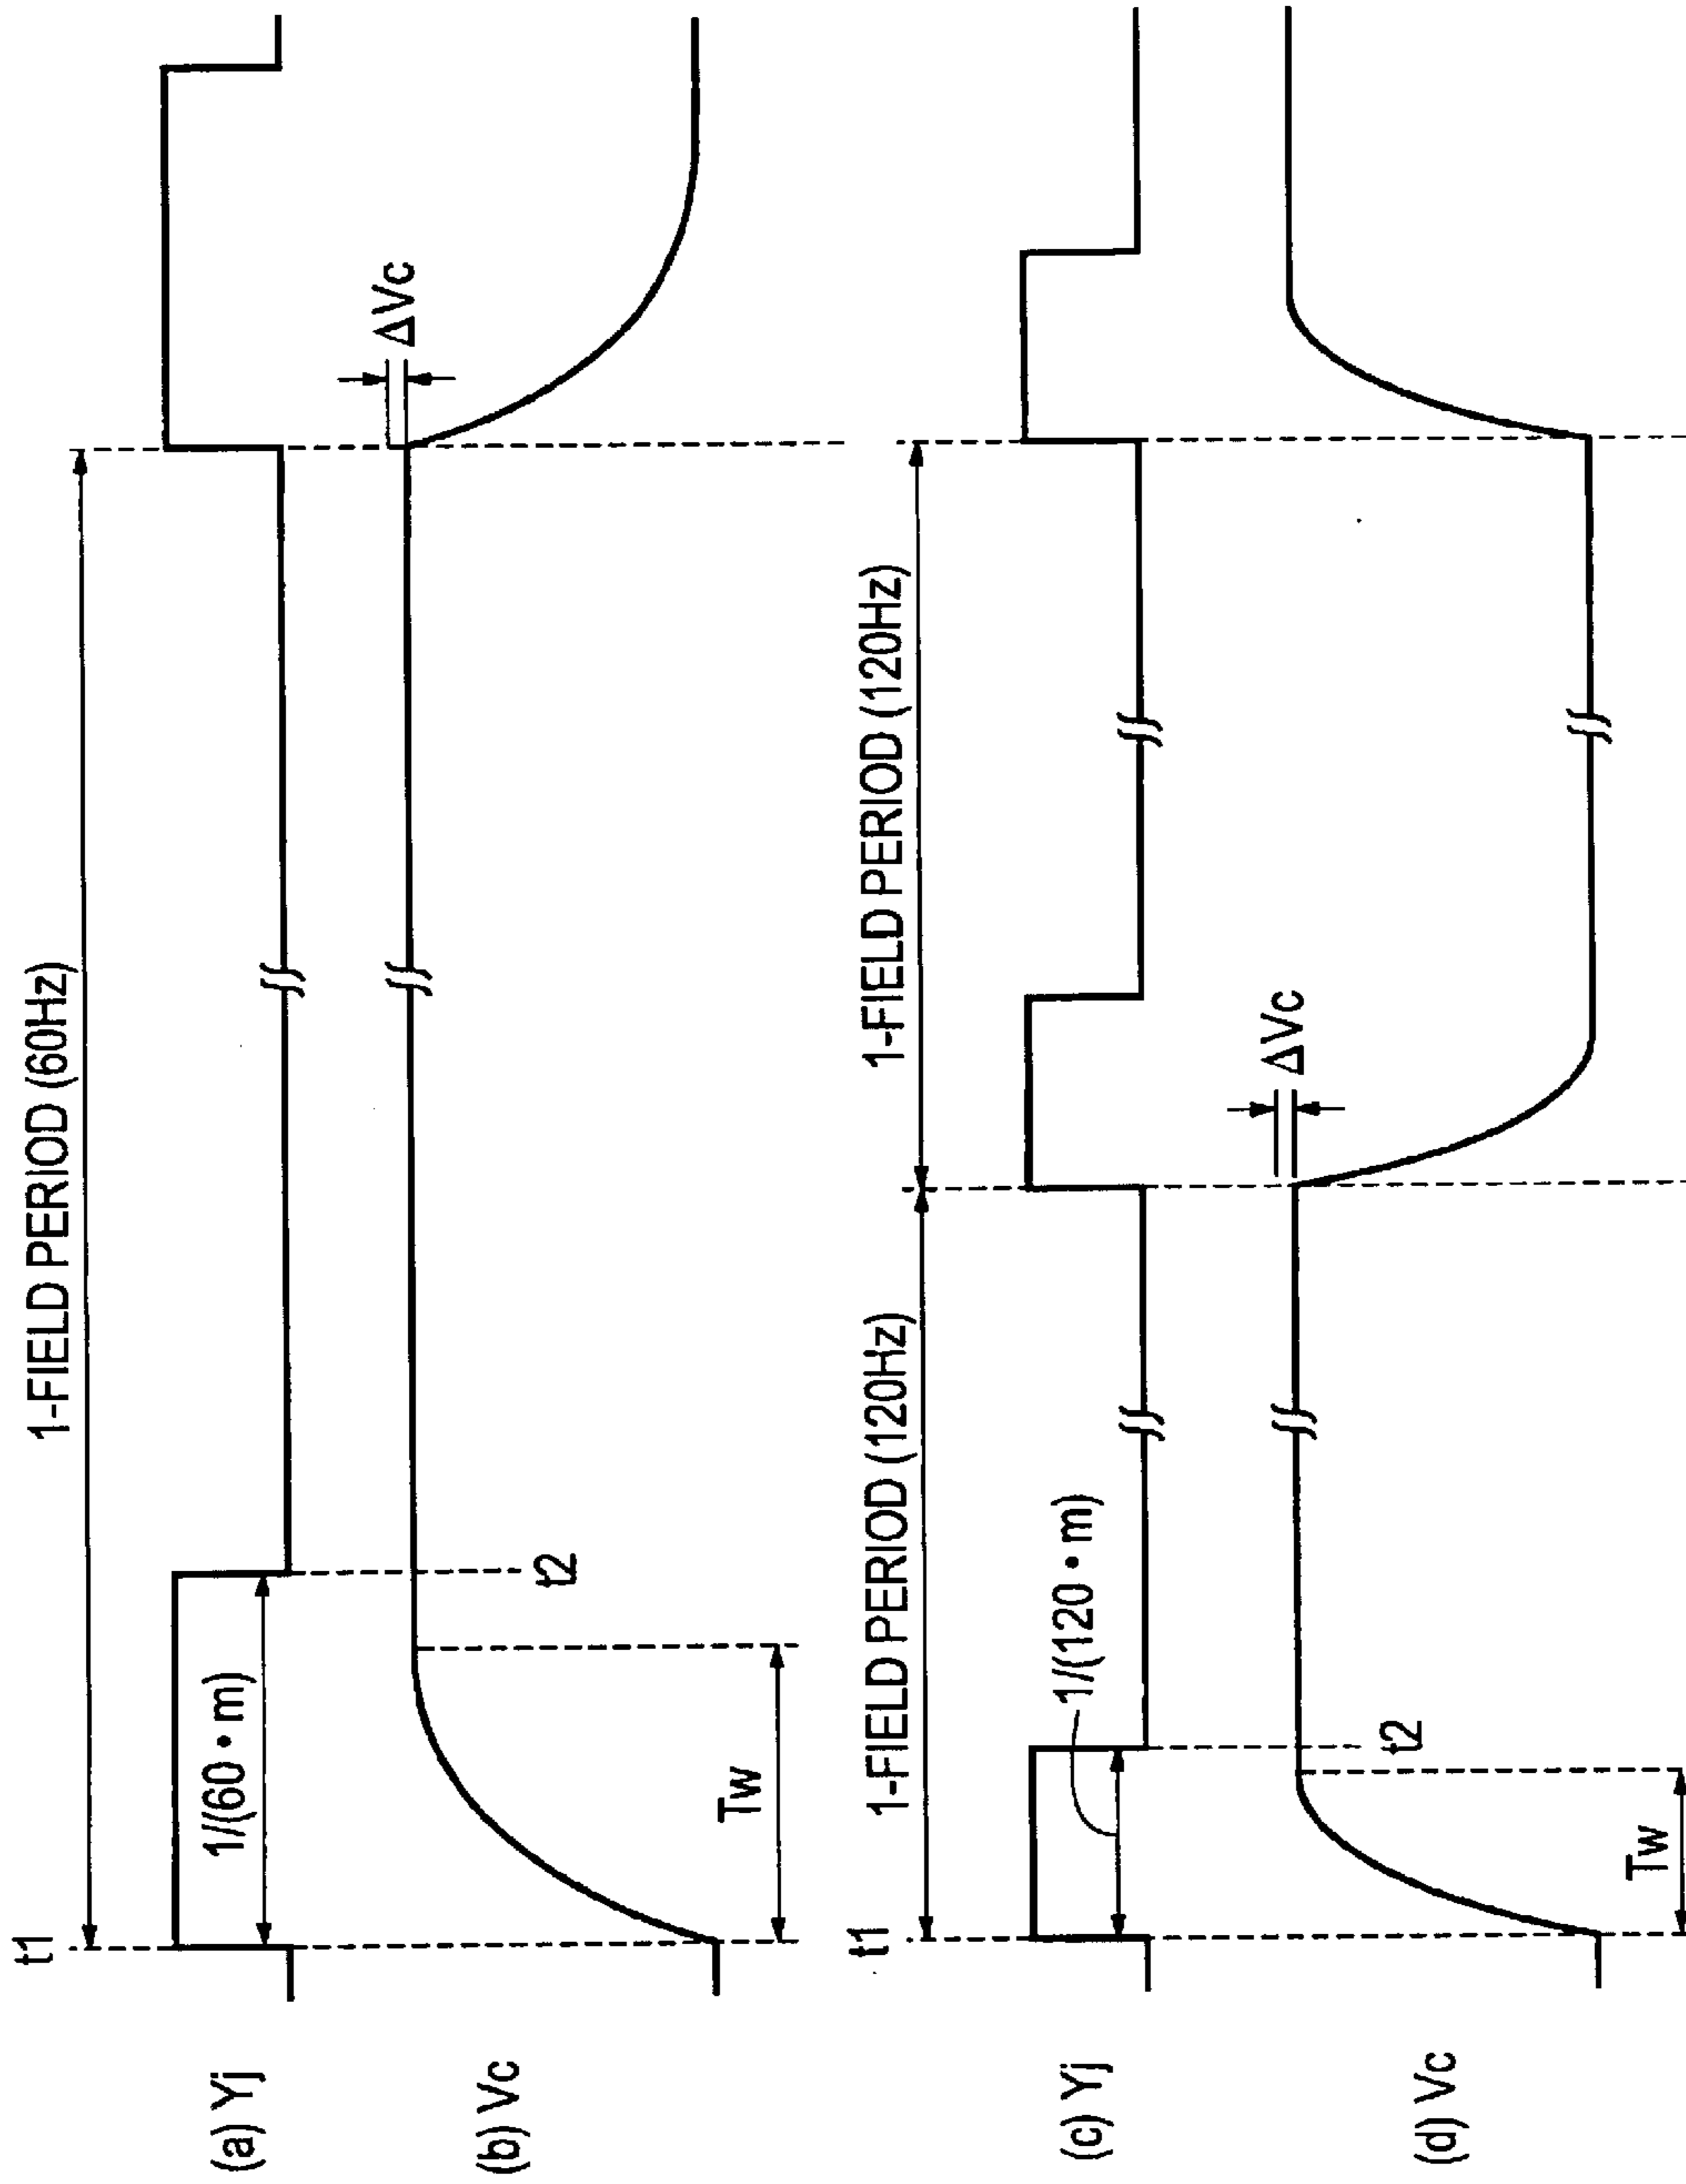 t1
1-FIELD PERIOD (60Hz)
(a) Yj
1/(60 • m)
t2
ΔVc
(b) Vc
Tw
t1
1-FIELD PERIOD (120Hz)
1-FIELD PERIOD (120Hz)
(c) Yj
1/(120 • m)
t2
ΔVc
(d) Vc
Tw